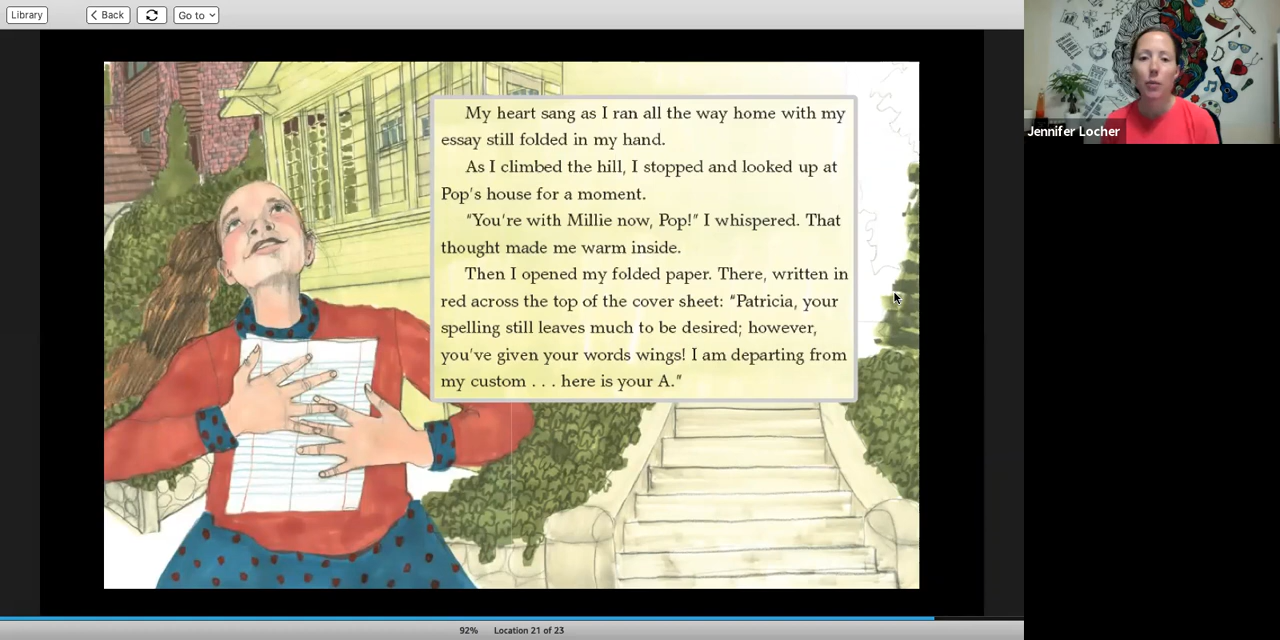 Library
Back
Go to
My heart sang as I ran all the way home with my
essay still folded in my hand.
As I climbed the hill, I stopped and looked up at
Pop's house for a moment.
“You're with Millie now, Pop!” I whispered. That
thought made me warm inside.
Then I opened my folded paper. There, written in
red across the top of the cover sheet: “Patricia, your
spelling still leaves much to be desired; however,
you've given your words wings! I am departing from
my custom . . . here is your A.”
Jennifer Locher
92% Location 21 of 23